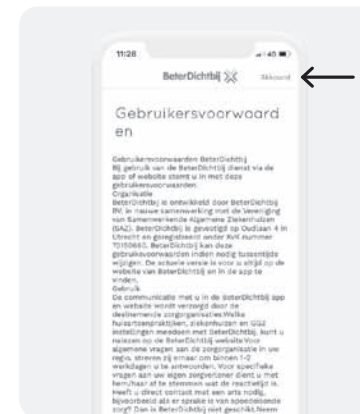 11:28
4G
BeterDichtbij
Akkoord
Gebruikersvoorwaard
en
Gebruikersvoorwaarden BeterDichtbij
Bij gebruik van de BeterDichtbij dienst via de
app of website stemt u in met deze
gebruikersvoorwaarden.
Organisatie
BeterDichtbij is ontwikkeld door BeterDichtbij
BV, in nauwe samenwerking met de Vereniging
van Samenwerkende Algemene Ziekenhuizen
(SAZ). BeterDichtbij is gevestigd op Oudlaan 4 in
Utrecht en geregistreerd onder KvK nummer
70150680. BeterDichtbij kan deze
gebruiksvoorwaarden indien nodig tussentijds
wijzigen. De actuele versie is voor u altijd op de
website van BeterDichtbij en in de app te
vinden.
Gebruik
De communicatie met u in de BeterDichtbij app
en website wordt verzorgd door de
deelnemende zorgorganisaties.Welke
huisartsenpraktijken, ziekenhuizen en GGZ
instellingen meedoen met BeterDichtbij, kunt u
nalezen op de BeterDichtbij website.Voor
algemene vragen aan de zorgorganisatie in uw
regio, streven zij ernaar om binnen 1-2
werkdagen u te antwoorden. Voor specifieke
vragen aan uw eigen zorgverlener dient u met
hem/haar af te stemmen wat de reactietijd is.
Heeft u direct contact met een arts nodig,
bijvoorbeeld als er sprake is van spoedeisende
zorg? Dan is BeterDichtbij niet geschikt.Neem